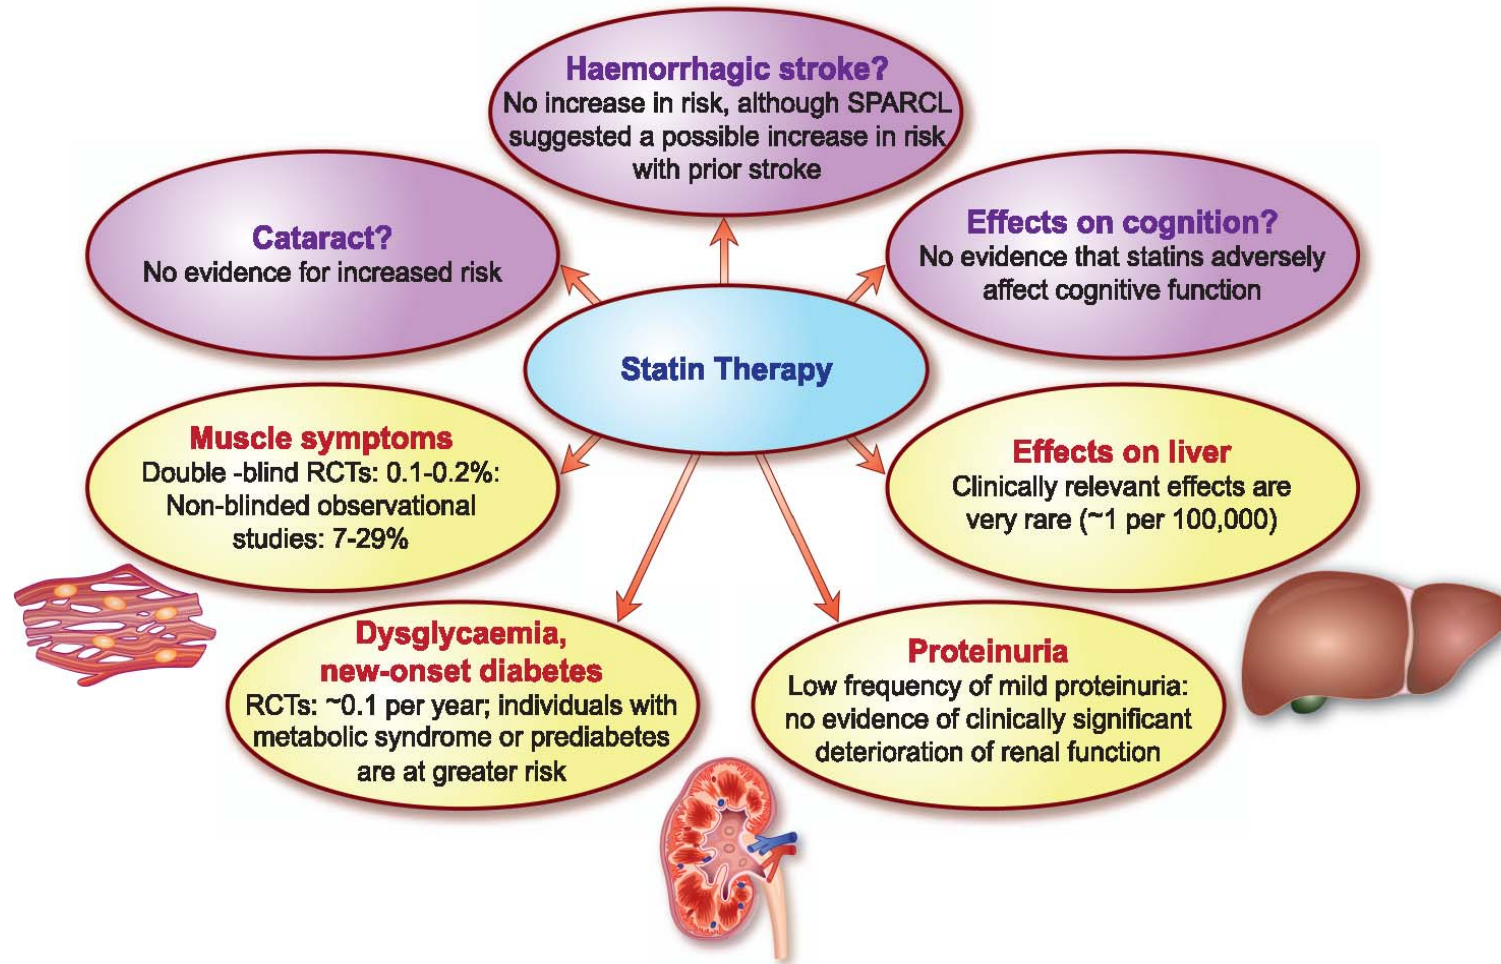 Haemorrhagic stroke?
No increase in risk, although SPARCL
suggested a possible increase in risk
with prior stroke
Cataract?
No evidence for increased risk
Effects on cognition?
No evidence that statins adversely
affect cognitive function
Statin Therapy
Muscle symptoms
Double -blind RCTs: 0.1-0.2%:
Non-blinded observational
studies: 7-29%
Effects on liver
Clinically relevant effects are
very rare (~1 per 100,000)
Dysglycaemia,
new-onset diabetes
RCTs: ~0.1 per year; individuals with
metabolic syndrome or prediabetes
are at greater risk
Proteinuria
Low frequency of mild proteinuria:
no evidence of clinically significant
deterioration of renal function